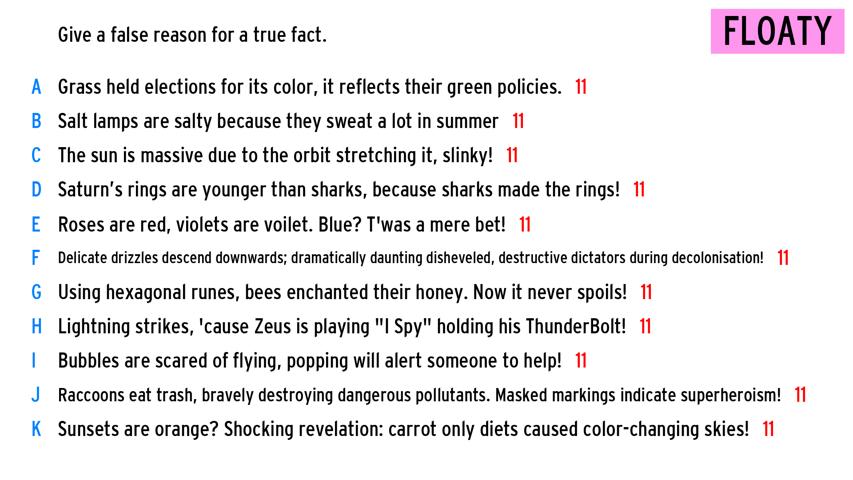 Give a false reason for a true fact.
FLOATY
A Grass held elections for its color, it reflects their green policies. 11
B Salt lamps are salty because they sweat a lot in summer 11
C The sun is massive due to the orbit stretching it, slinky! 11
D Saturn's rings are younger than sharks, because sharks made the rings! 11
E Roses are red, violets are voilet. Blue? T'was a mere bet! 11
F Delicate drizzles descend downwards; dramatically daunting disheveled, destructive dictators during decolonisation! 11
G Using hexagonal runes, bees enchanted their honey. Now it never spoils! 11
H Lightning strikes, 'cause Zeus is playing "I Spy" holding his ThunderBolt! 11
I Bubbles are scared of flying, popping will alert someone to help! 11
J Raccoons eat trash, bravely destroying dangerous pollutants. Masked markings indicate superheroism! 11
K Sunsets are orange? Shocking revelation: carrot only diets caused color-changing skies! 11